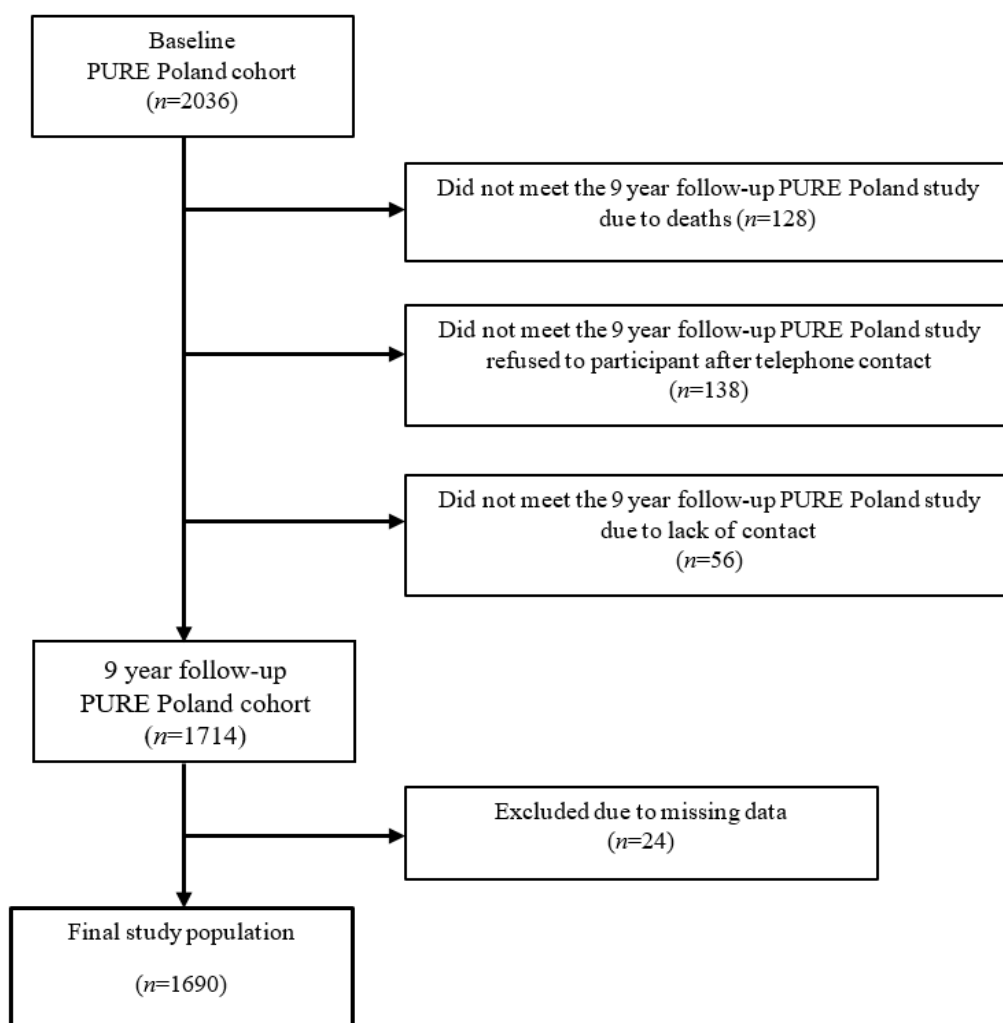 Baseline
PURE Poland cohort
(n=2036)
Did not meet the 9 year follow-up PURE Poland study
due to deaths (n=128)
Did not meet the 9 year follow-up PURE Poland study
refused to participant after telephone contact
(n=138)
Did not meet the 9 year follow-up PURE Poland study
due to lack of contact
(n=56)
9 year follow-up
PURE Poland cohort
(n=1714)
Excluded due to missing data
(n=24)
Final study population
(n=1690)